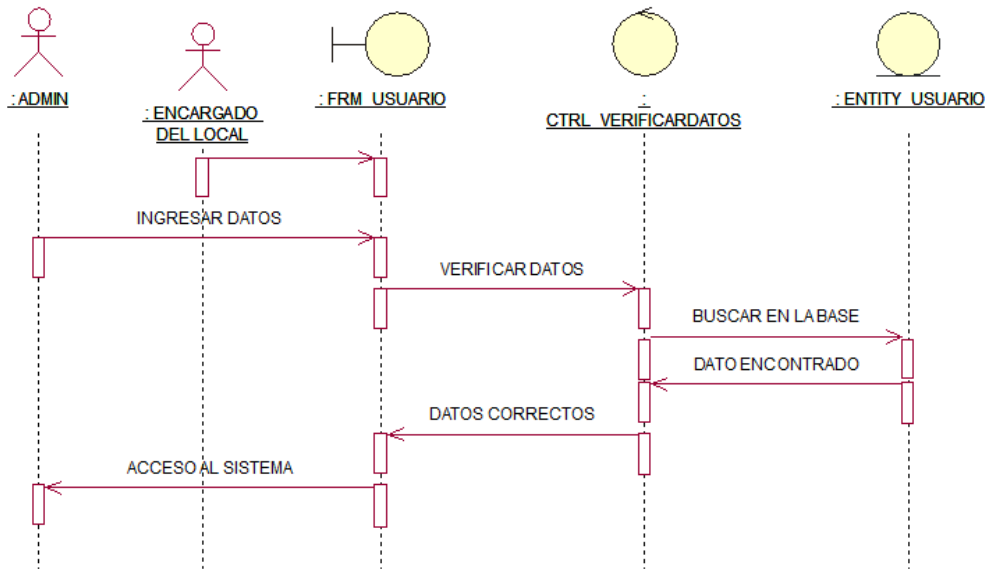 : ADMIN
: ENCARGADO
DEL LOCAL
: FRM_USUARIO
:
CTRL_VERIFICARDATOS
: ENTITY_USUARIO
INGRESAR DATOS
VERIFICAR DATOS
BUSCAR EN LA BASE
DATO ENCONTRADO
DATOS CORRECTOS
ACCESO AL SISTEMA